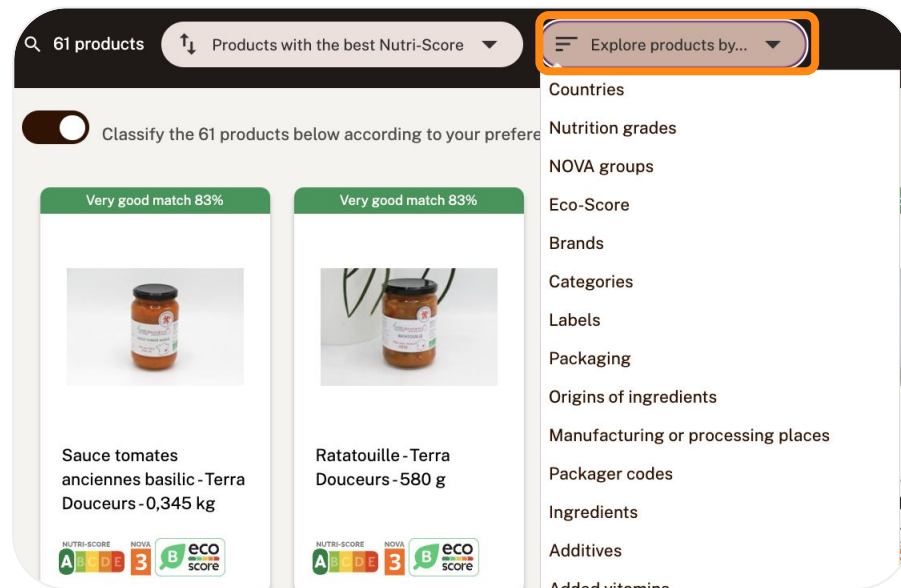 61 products
Products with the best Nutri-Score
Explore products by...
Classify the 61 products below according to your prefere
Countries
Nutrition grades
NOVA groups
Eco-Score
Brands
Categories
Labels
Packaging
Origins of ingredients
Manufacturing or processing places
Packager codes
Ingredients
Additives
Added vitamins
Very good match 83%
Sauce tomates
anciennes basilic - Terra
Douceurs - 0,345 kg
NUTRI-SCORE
A B C D E
NOVA
3
B eco
score
Very good match 83%
Ratatouille - Terra
Douceurs - 580 g
NUTRI-SCORE
A B C D E
NOVA
3
B eco
score